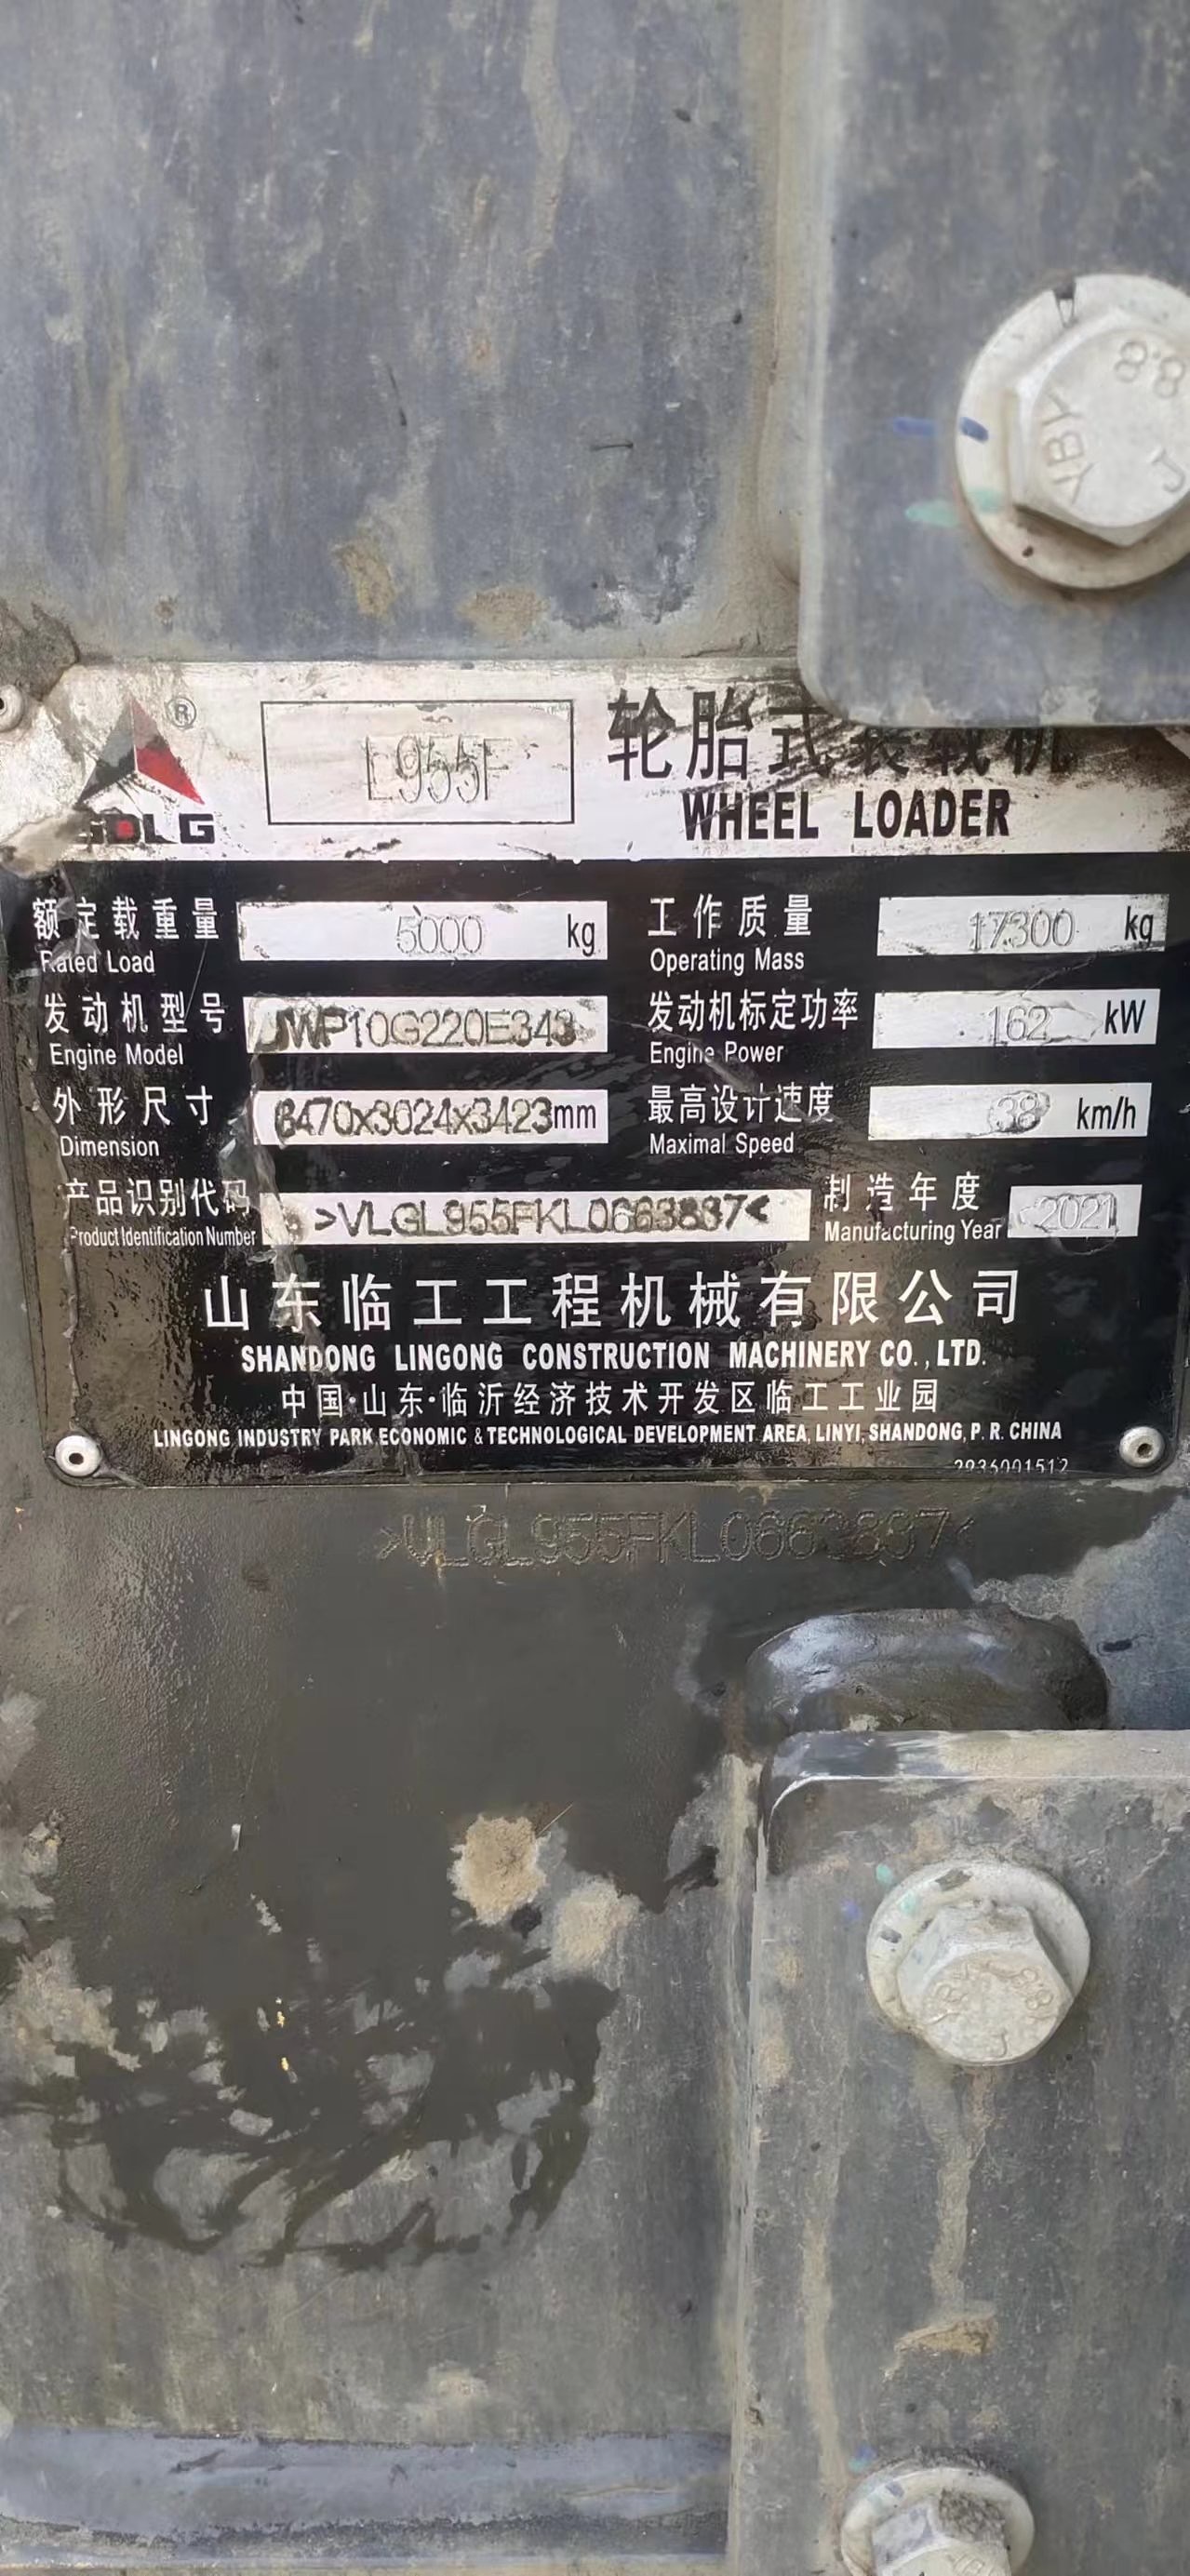 SDLG ®
L955F
轮胎式装载机
WHEEL LOADER
额定载重量 5000 kg
Rated Load
工作质量 17300 kg
Operating Mass
发动机型号 WP10G220E343
Engine Model
发动机标定功率 162 kW
Engine Power
外形尺寸 8470x3024x3423mm
Dimension
最高设计速度 38 km/h
Maximal Speed
产品识别代码 >VLGL955FKL0663887<
Product Identification Number
制造年度 2021
Manufacturing Year
山东临工工程机械有限公司
SHANDONG LINGONG CONSTRUCTION MACHINERY CO.,LTD.
中国·山东·临沂经济技术开发区临工工业园
LINGONG INDUSTRY PARK ECONOMIC & TECHNOLOGICAL DEVELOPMENT AREA, LINYI, SHANDONG, P. R. CHINA
2936001512
>VLGL955FKL0663887<
8.8